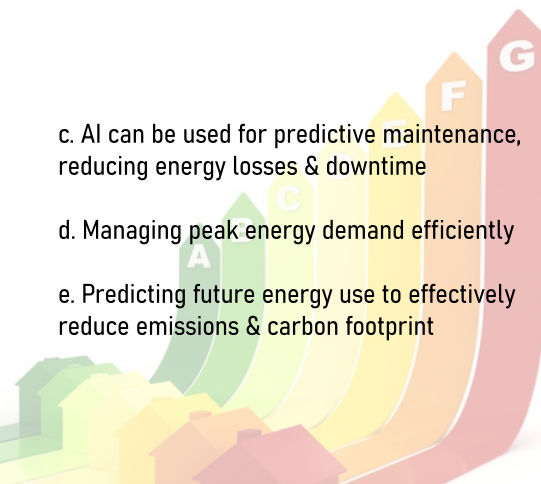 c. AI can be used for predictive maintenance,
reducing energy losses & downtime
d. Managing peak energy demand efficiently
e. Predicting future energy use to effectively
reduce emissions & carbon footprint
A
B
C
E
F
G